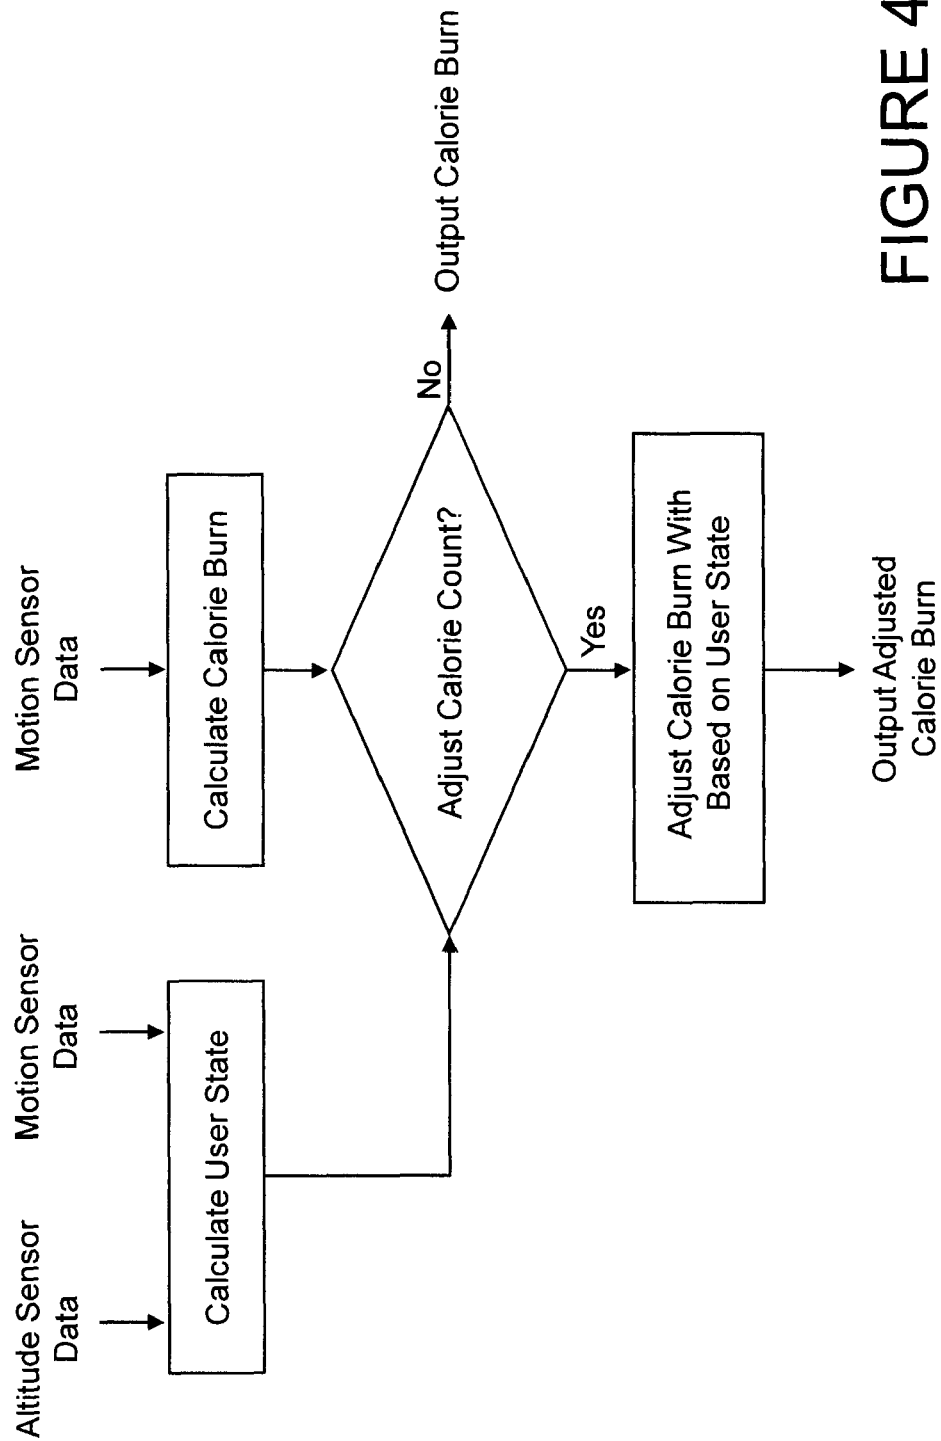 Altitude Sensor
Data
Motion Sensor
Data
Motion Sensor
Data
Calculate User State
Calculate Calorie Burn
Adjust Calorie Count?
No
Output Calorie Burn
Yes
Adjust Calorie Burn With
Based on User State
Output Adjusted
Calorie Burn
FIGURE 4